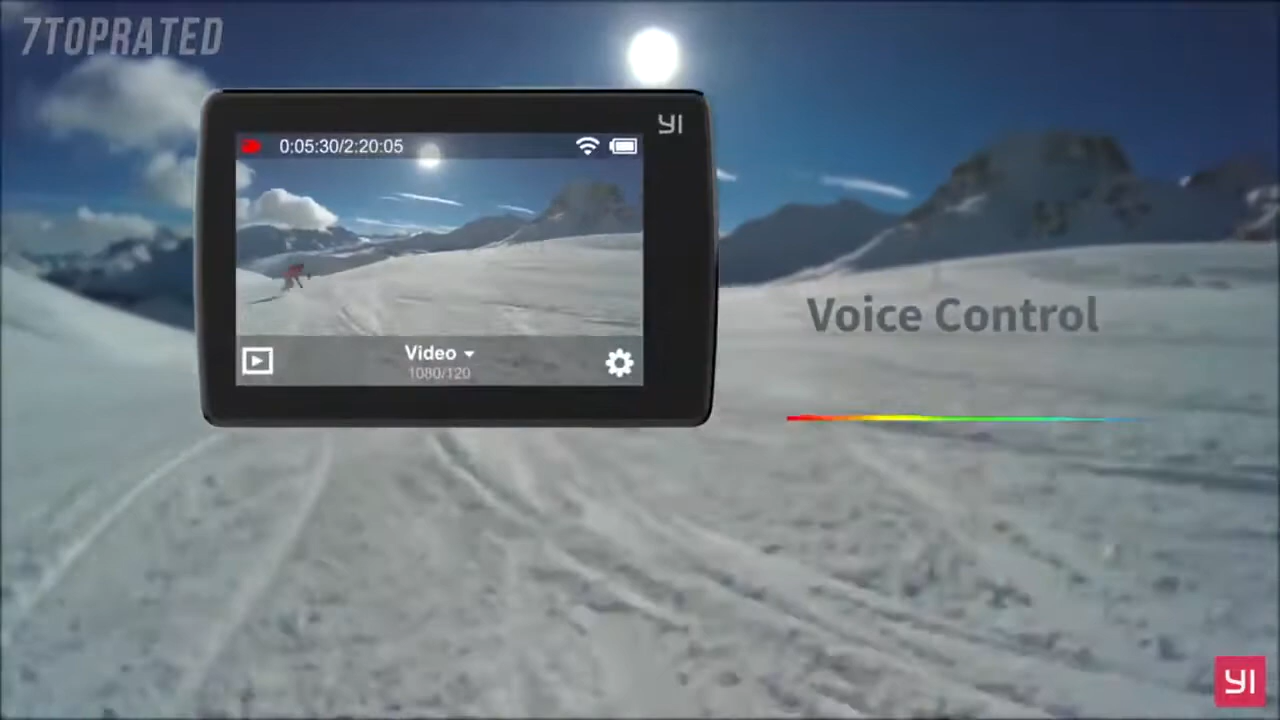 7TOPRATED
YI
0:05:30/2:20:05
Video
1080/120
Voice Control
YI